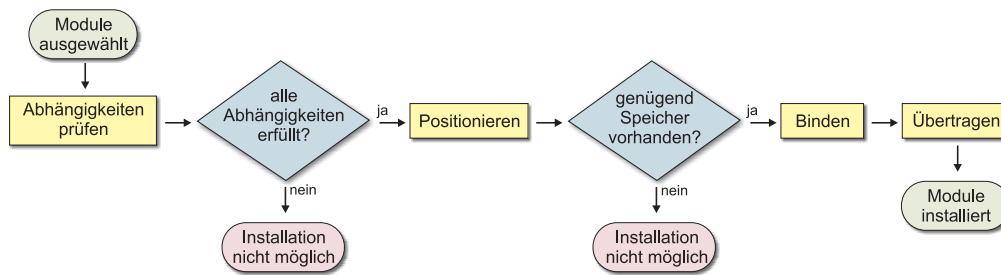 Module
ausgewählt
Abhängigkeiten
prüfen
alle
Abhängigkeiten
erfüllt?
ja
nein
Installation
nicht möglich
Positionieren
genügend
Speicher
vorhanden?
ja
nein
Installation
nicht möglich
Binden
Übertragen
Module
installiert